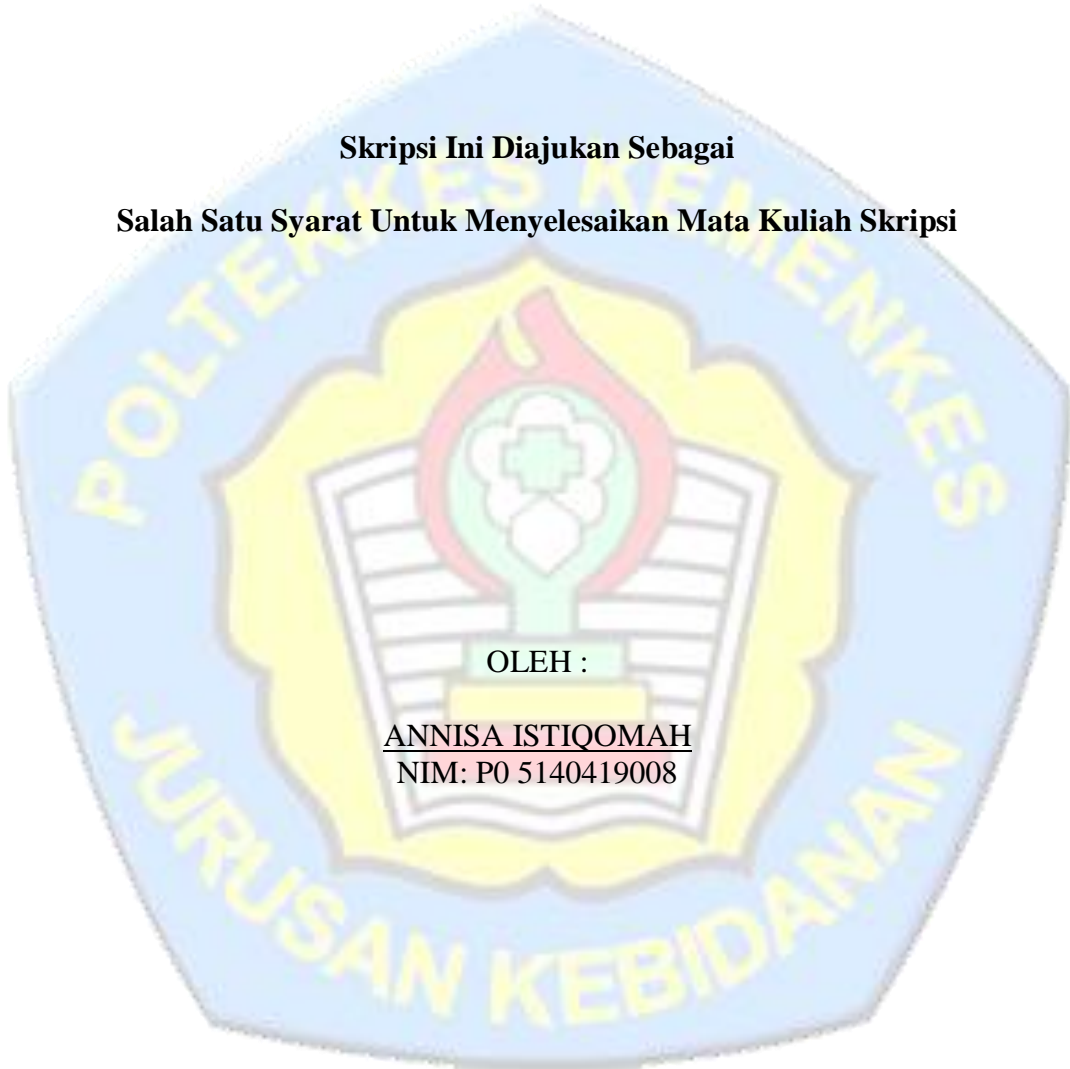 Skripsi Ini Diajukan Sebagai
Salah Satu Syarat Untuk Menyelesaikan Mata Kuliah Skripsi
POLTEKKES KEMENKES
OLEH :
ANNISA ISTIQOMAH
NIM: P0 5140419008
JURUSAN KEBIDANAN